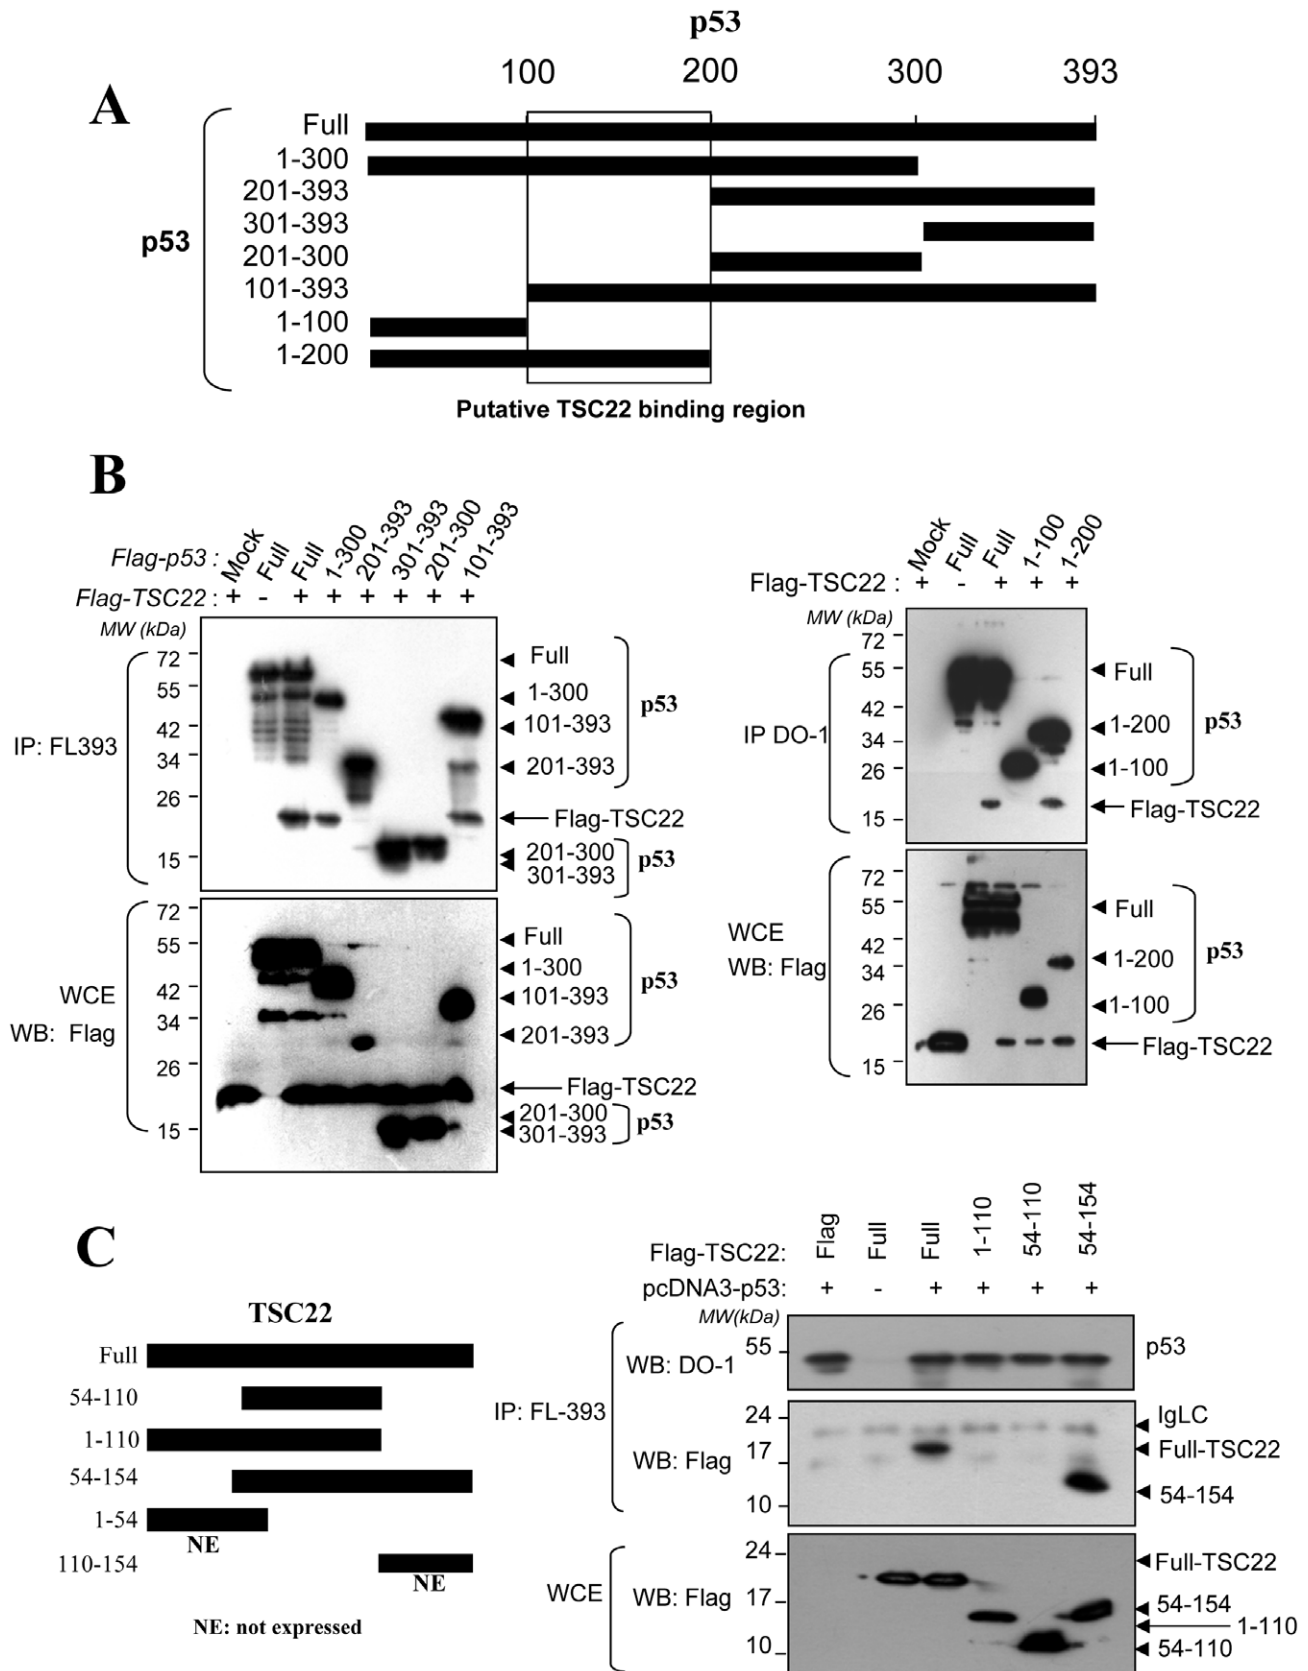 p53
100 200 300 393
A
p53
Full
1-300
201-393
301-393
201-300
101-393
1-100
1-200
Putative TSC22 binding region
B
Flag-p53 : Mock Full Full 1-300 201-393 301-393 201-300 101-393
Flag-TSC22 : + - + + + + + +
MW (kDa)
IP: FL393
72
55
42
34
26
15
Full
1-300
101-393
201-393
p53
Flag-TSC22
201-300
301-393
p53
WCE
WB: Flag
72
55
42
34
26
15
Full
1-300
101-393
201-393
p53
Flag-TSC22
201-300
301-393
p53
Mock Full Full 1-100 1-200
Flag-TSC22 : + - + + +
MW (kDa)
IP DO-1
72
55
42
34
26
15
Full
1-200
1-100
p53
Flag-TSC22
WCE
WB: Flag
72
55
42
34
26
15
Full
1-200
1-100
p53
Flag-TSC22
C
TSC22
Full
54-110
1-110
54-154
1-54
NE
110-154
NE
NE: not expressed
Flag-TSC22: Flag Full Full 1-110 54-110 54-154
pcDNA3-p53: + - + + + +
MW(kDa)
IP: FL-393
WB: DO-1
55
p53
WB: Flag
24
17
10
IgLC
Full-TSC22
54-154
WCE
WB: Flag
24
17
10
Full-TSC22
54-154
1-110
54-110